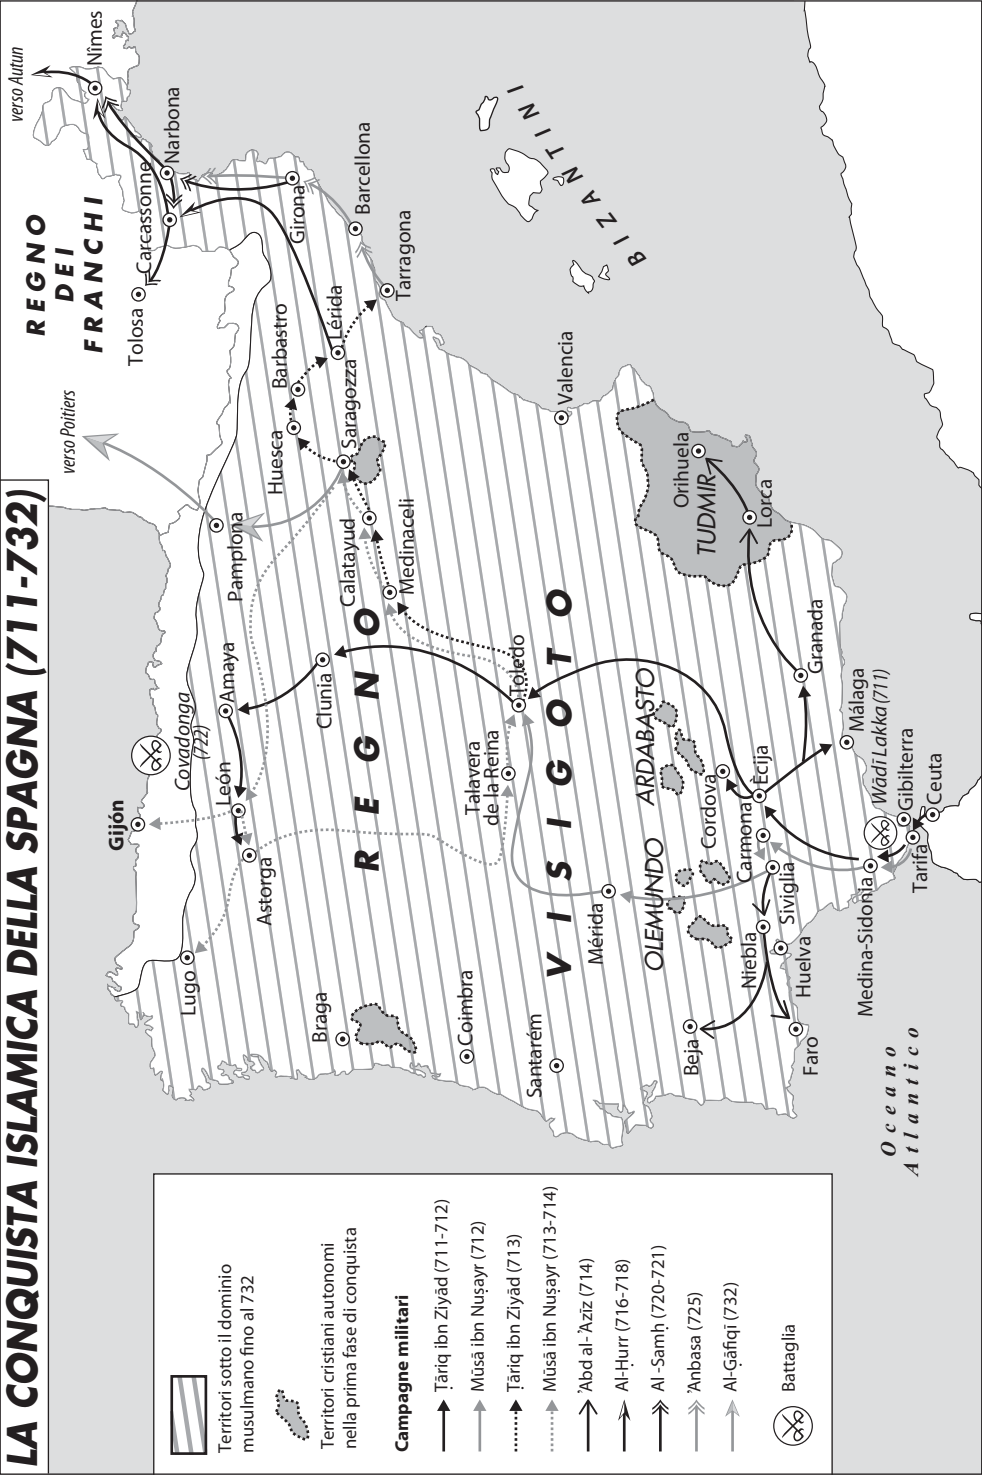 LA CONQUISTA ISLAMICA DELLA SPAGNA (711-732)
Territori sotto il dominio
musulmano fino al 732
Territori cristiani autonomi
nella prima fase di conquista
Campagne militari
Ṭāriq ibn Ziyād (711-712)
Mūsā ibn Nuṣayr (712)
Ṭāriq ibn Ziyād (713)
Mūsā ibn Nuṣayr (713-714)
ʾAbd al-ʾAzīz (714)
Al-Ḥurr (716-718)
Al-Samḥ (720-721)
ʾAnbasa (725)
Al-Ġāfiqī (732)
Battaglia
Oceano
Atlantico
REGNO
DEI
FRANCHI
verso Autun
verso Poitiers
Nîmes
Narbona
Carcassonne
Tolosa
Girona
Barcellona
Tarragona
Lérida
Barbastro
Huesca
Saragozza
Calatayud
Medinaceli
Pamplona
Amaya
Clunia
Covadonga
(722)
Gijón
León
Astorga
Lugo
Braga
Coimbra
Santarém
REGNO
VISIGOTO
Toledo
Talavera
de la Reina
Mérida
Valencia
BIZANTINI
TUDMIR
Orihuela
Lorca
ARDABASTO
OLEMUNDO
Cordova
Ècija
Carmona
Siviglia
Niebla
Huelva
Beja
Faro
Granada
Málaga
Wādī Lakka (711)
Gibilterra
Ceuta
Tarifa
Medina-Sidonia